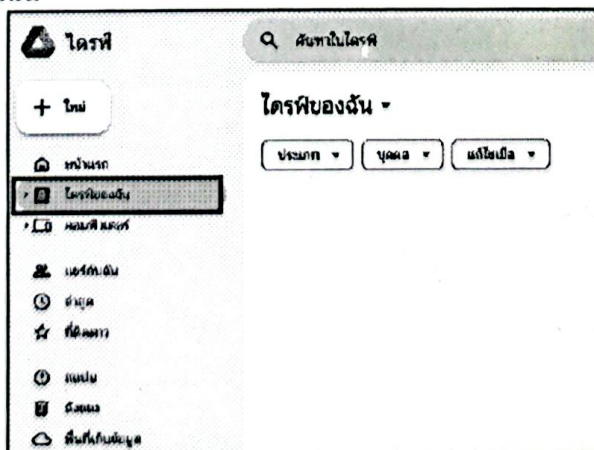 ไดรฟ์
ค้นหาในไดรฟ์
+ ใหม่
ไดรฟ์ของฉัน
ประเภท
บุคคล
แก้ไขเมื่อ
หน้าแรก
ไดรฟ์ของฉัน
คอมพิวเตอร์
แชร์กับฉัน
ล่าสุด
ที่ติดดาว
สแปม
ถังขยะ
พื้นที่เก็บข้อมูล